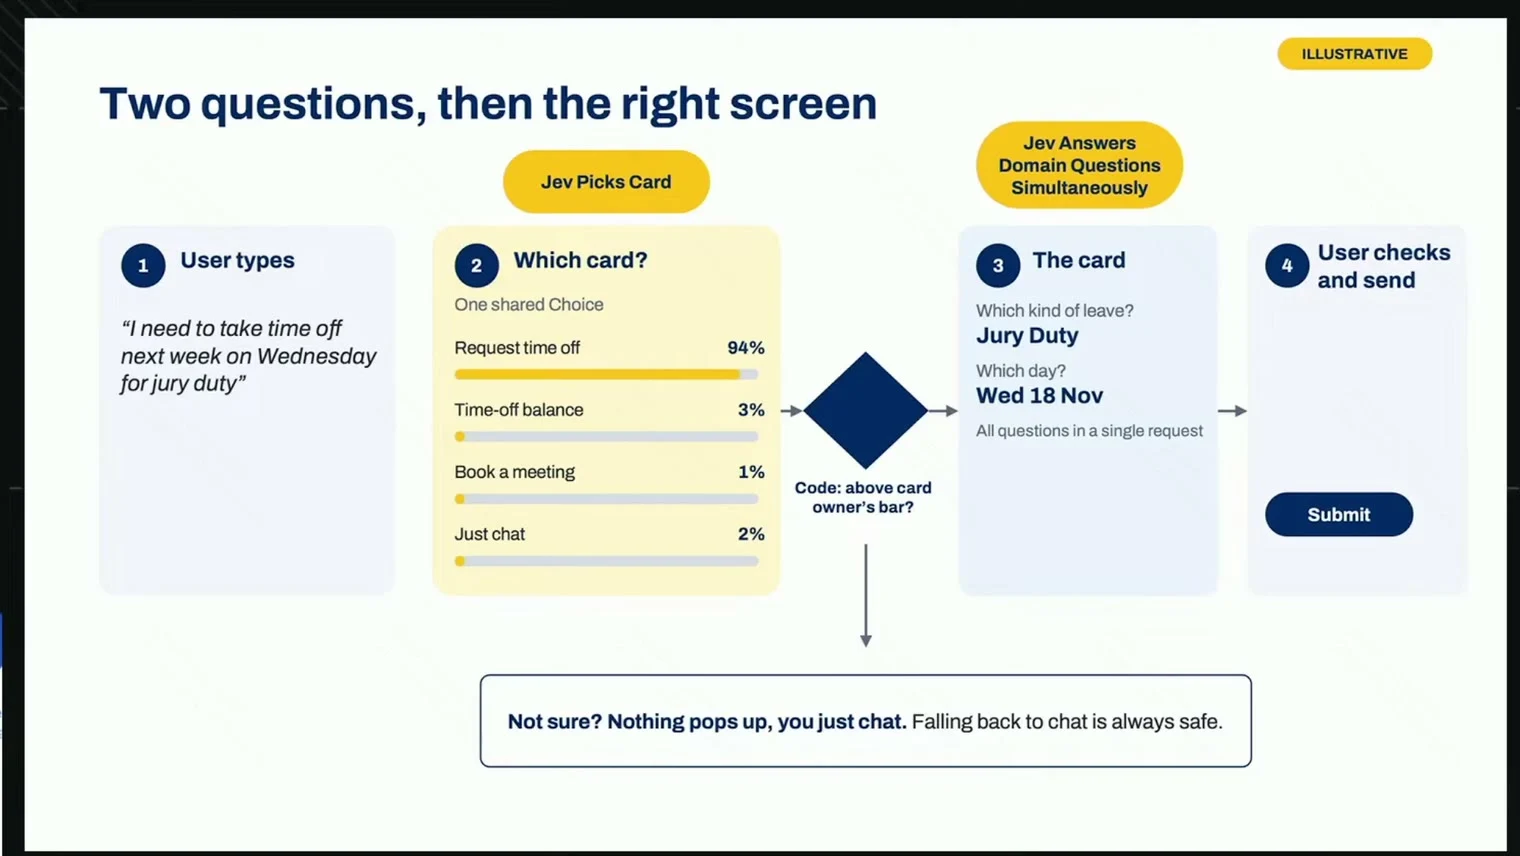 ILLUSTRATIVE
Two questions, then the right screen
Jev Picks Card
Jev Answers
Domain Questions
Simultaneously
1 User types
“I need to take time off
next week on Wednesday
for jury duty”
2 Which card?
One shared Choice
Request time off 94%
Time-off balance 3%
Book a meeting 1%
Just chat 2%
Code: above card
owner’s bar?
3 The card
Which kind of leave?
Jury Duty
Which day?
Wed 18 Nov
All questions in a single request
4 User checks
and send
Submit
Not sure? Nothing pops up, you just chat. Falling back to chat is always safe.